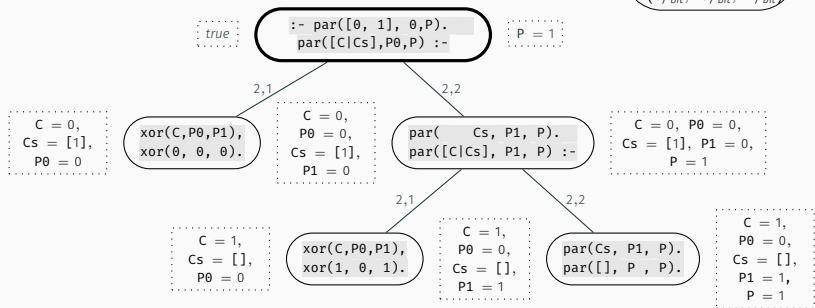 :- par([0, 1], 0,P).
par([C|Cs],P0,P) :-
true
P = 1
2,1
2,2
C = 0,
Cs = [1],
P0 = 0
xor(C,P0,P1),
xor(0, 0, 0).
C = 0,
P0 = 0,
Cs = [1],
P1 = 0
par( Cs, P1, P).
par([C|Cs], P1, P) :-
C = 0, P0 = 0,
Cs = [1], P1 = 0,
P = 1
2,1
2,2
C = 1,
Cs = [],
P0 = 0
xor(C,P0,P1),
xor(1, 0, 1).
C = 1,
P0 = 0,
Cs = [],
P1 = 1
par(Cs, P1, P).
par([], P , P).
C = 1,
P0 = 0,
Cs = [],
P1 = 1,
P = 1